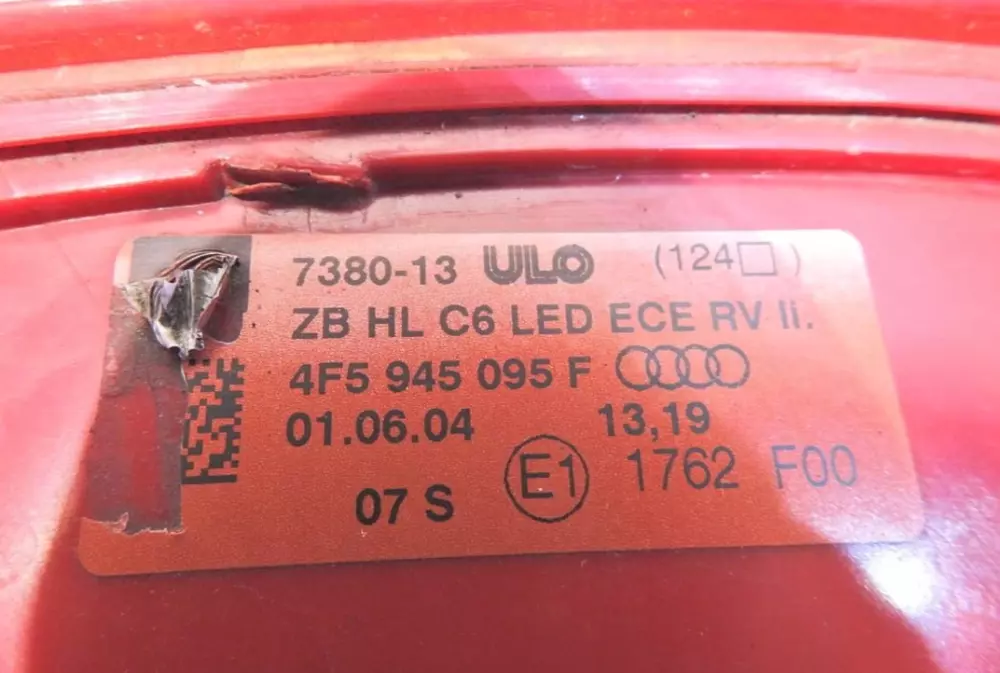 7380-13 ULO (124□)
ZB HL C6 LED ECE RV li.
4F5 945 095 F
01.06.04 13,19
07 S E1 1762 F00